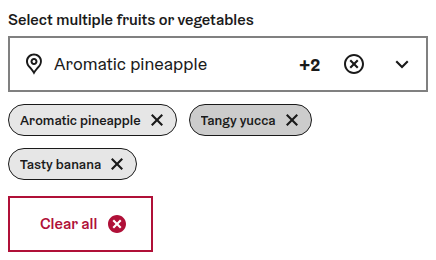 Select multiple fruits or vegetables
Aromatic pineapple +2
Aromatic pineapple
Tangy yucca
Tasty banana
Clear all